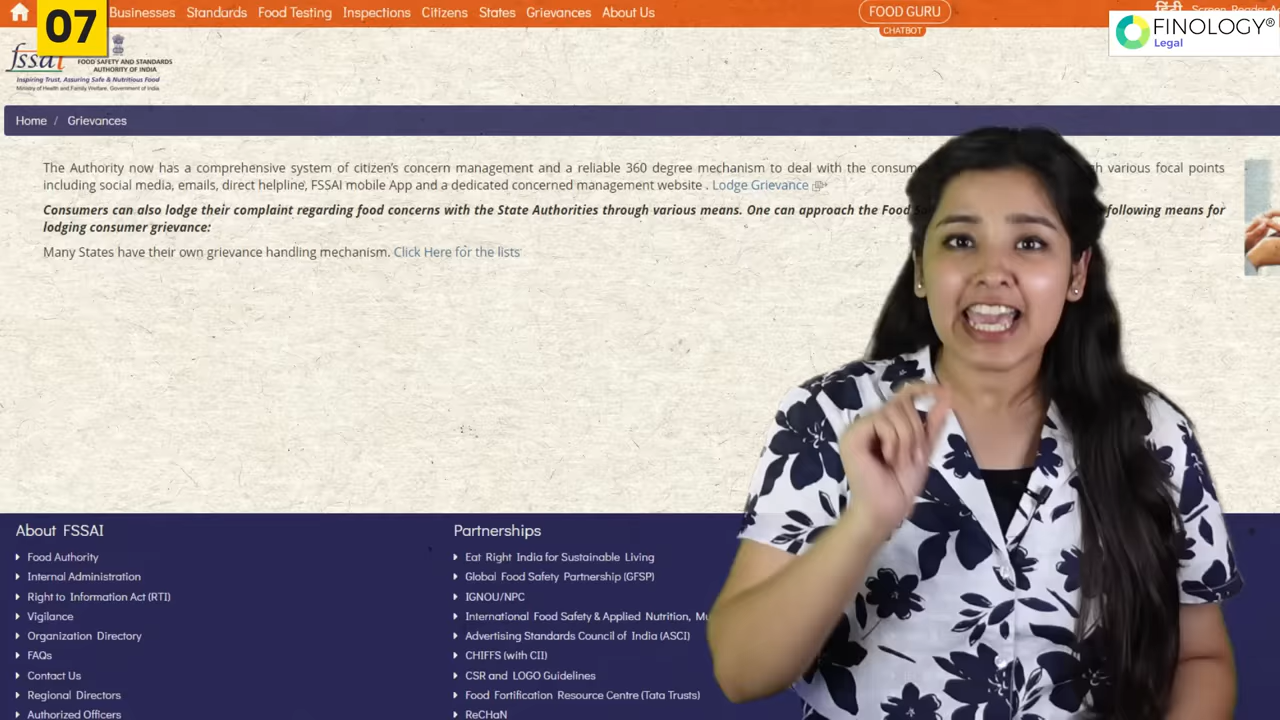 Businesses Standards Food Testing Inspections Citizens States Grievances About Us FOOD GURU हिंदी Screen Reader
CHATBOT
07
FINOLOGY®
Legal
fssai
FOOD SAFETY AND STANDARDS
AUTHORITY OF INDIA
Inspiring Trust, Assuring Safe & Nutritious Food
Ministry of Health and Family Welfare, Government of India
Home / Grievances
The Authority now has a comprehensive system of citizen's concern management and a reliable 360 degree mechanism to deal with the various focal points
including social media, emails, direct helpline, FSSAI mobile App and a dedicated concerned management website . Lodge Grievance
Consumers can also lodge their complaint regarding food concerns with the State Authorities through various means. One can approach the Food following means for
lodging consumer grievance:
Many States have their own grievance handling mechanism. Click Here for the lists
About FSSAI
Food Authority
Internal Administration
Right to Information Act (RTI)
Vigilance
Organization Directory
FAQs
Contact Us
Regional Directors
Authorized Officers
Partnerships
Eat Right India for Sustainable Living
Global Food Safety Partnership (GFSP)
IGNOU/NPC
International Food Safety & Applied Nutrition,
Advertising Standards Council of India (ASCI)
CHIFFS (with CII)
CSR and LOGO Guidelines
Food Fortification Resource Centre (Tata Trusts)
ReCHaN